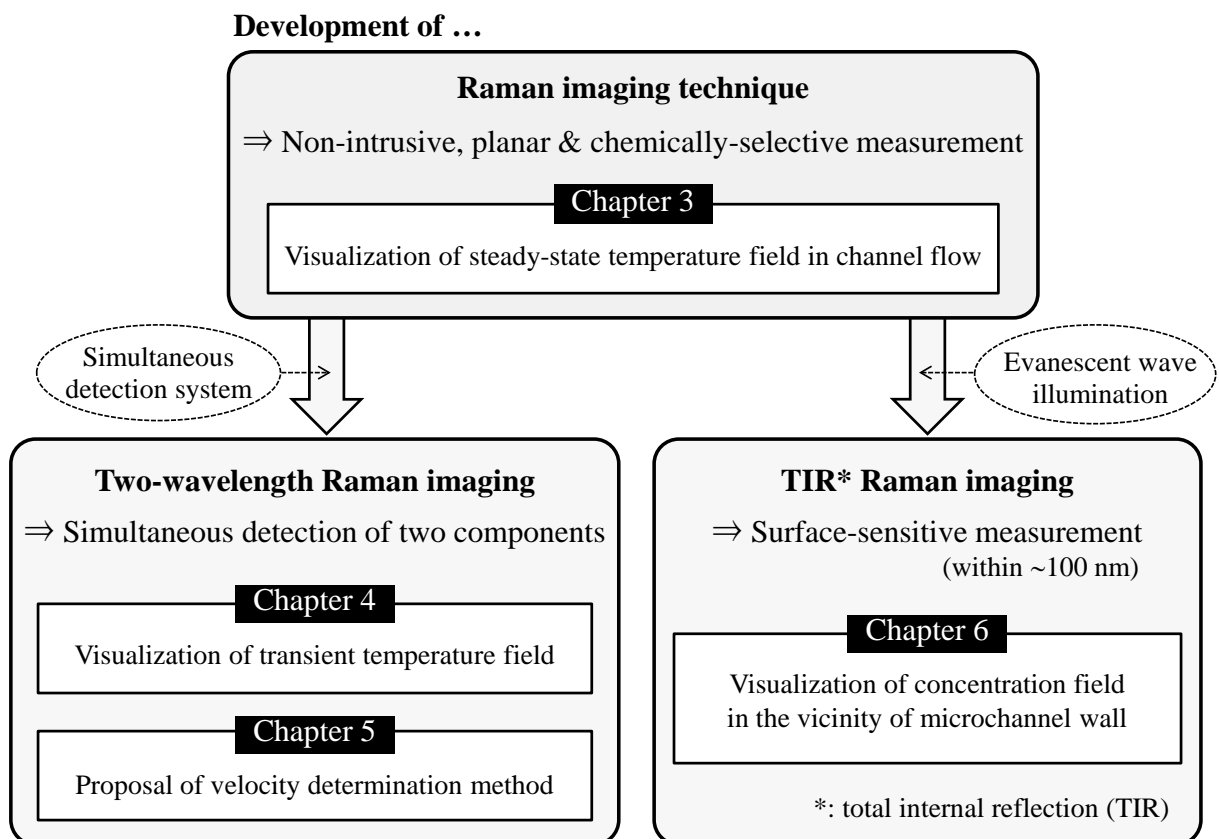 Development of …
Raman imaging technique
⇒ Non-intrusive, planar & chemically-selective measurement
Chapter 3
Visualization of steady-state temperature field in channel flow
Simultaneous
detection system
Evanescent wave
illumination
Two-wavelength Raman imaging
⇒ Simultaneous detection of two components
Chapter 4
Visualization of transient temperature field
Chapter 5
Proposal of velocity determination method
TIR* Raman imaging
⇒ Surface-sensitive measurement
(within ~100 nm)
Chapter 6
Visualization of concentration field
in the vicinity of microchannel wall
*: total internal reflection (TIR)